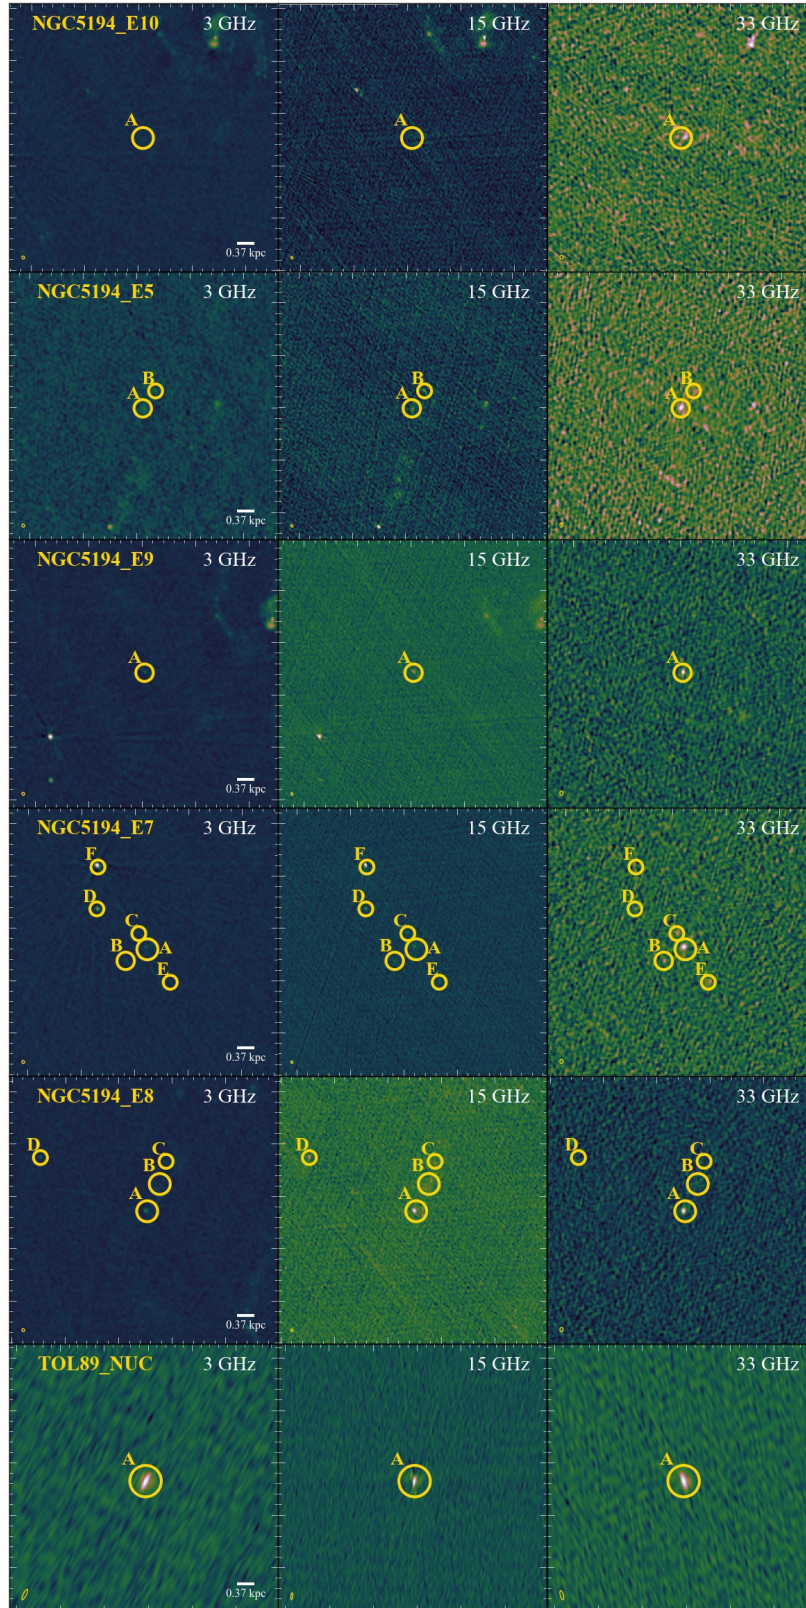 NGC5194_E10 3 GHz 15 GHz 33 GHz
A A A
0.37 kpc
NGC5194_E5 3 GHz 15 GHz 33 GHz
B B B
A A A
0.37 kpc
NGC5194_E9 3 GHz 15 GHz 33 GHz
A A A
0.37 kpc
NGC5194_E7 3 GHz 15 GHz 33 GHz
F F F
D D D
C C C
B A B A B A
E E E
0.37 kpc
NGC5194_E8 3 GHz 15 GHz 33 GHz
D C D C D C
B B B
A A A
0.37 kpc
TOL89_NUC 3 GHz 15 GHz 33 GHz
A A A
0.37 kpc